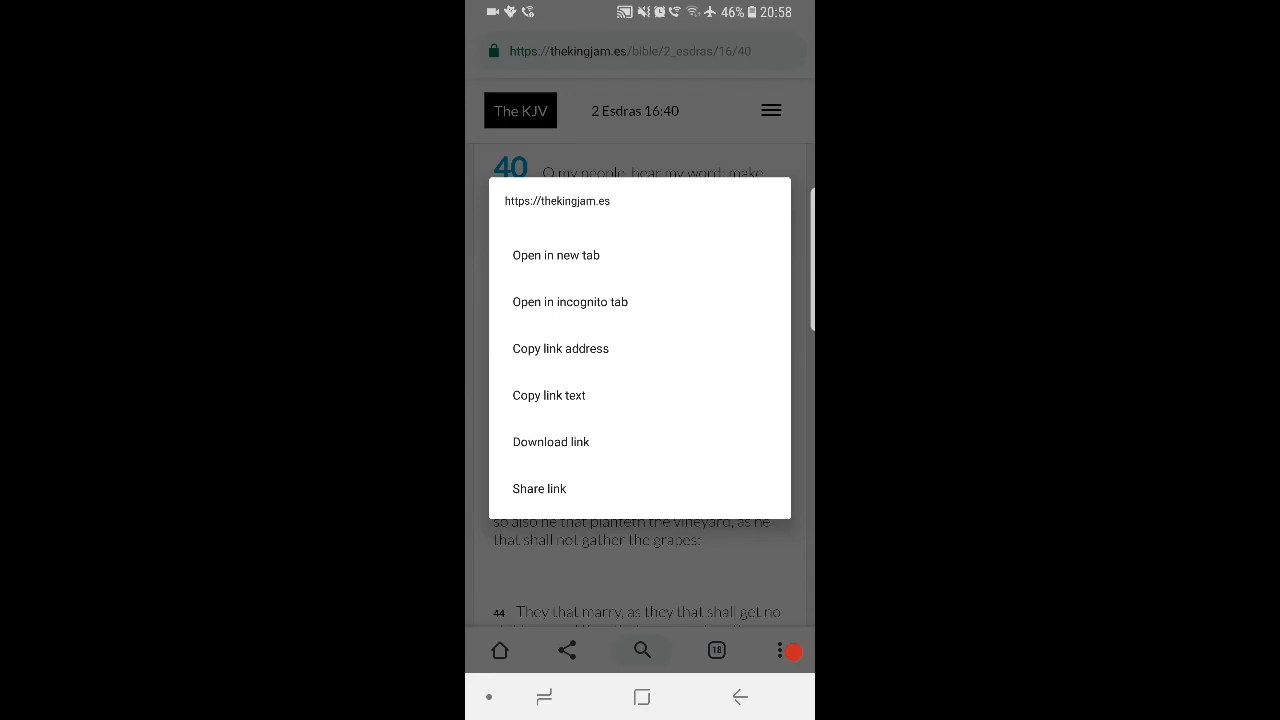 46% 20:58
https://thekingjam.es/bible/2_esdras/16/40
The KJV 2 Esdras 16:40
40 O my people, hear my word: make
https://thekingjam.es
Open in new tab
Open in incognito tab
Copy link address
Copy link text
Download link
Share link
so also he that planteth the vineyard, as he
that shall not gather the grapes:
44 They that marry, as they that shall get no
18